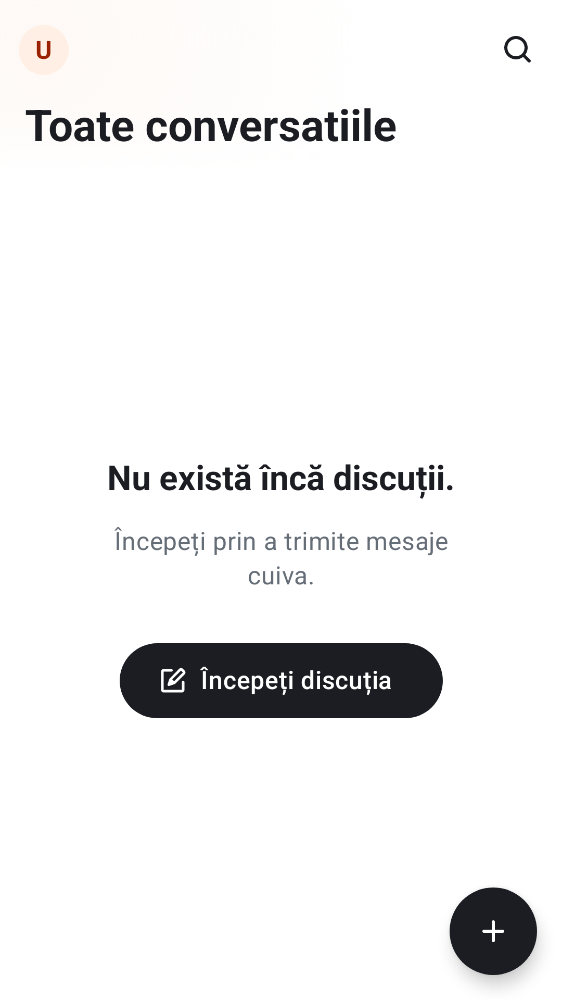 U
Toate conversatiile
Nu există încă discuții.
Începeți prin a trimite mesaje
cuiva.
Începeți discuția